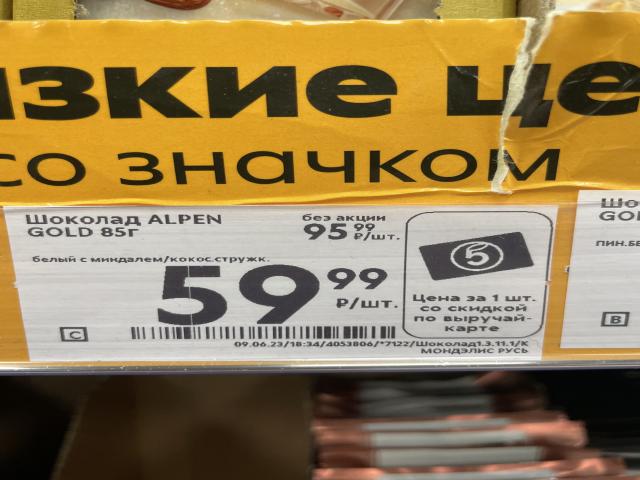 изкие це
со значком
Шоколад ALPEN
GOLD 85Г
белый с миндалем/кокос.стружк.
без акции
95 99
₽/шт.
59 99
₽/шт.
5
Цена за 1 шт.
со скидкой
по выручай-
карте
C
09.06.23/18:34/4053806/*7122/Шоколад1.3.11.1/К
МОНДЭЛИС РУСЬ
Шо
GOL
пин.бе
B